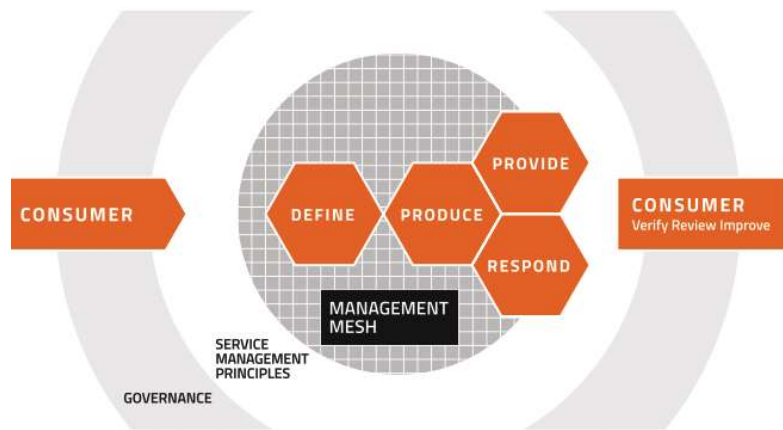 CONSUMER
DEFINE
PRODUCE
PROVIDE
RESPOND
CONSUMER
Verify Review Improve
MANAGEMENT
MESH
SERVICE
MANAGEMENT
PRINCIPLES
GOVERNANCE